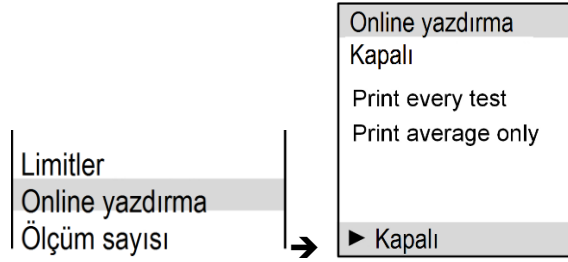 Limitler
Online yazdırma
Ölçüm sayısı
➔
Online yazdırma
Kapalı
Print every test
Print average only
► Kapalı